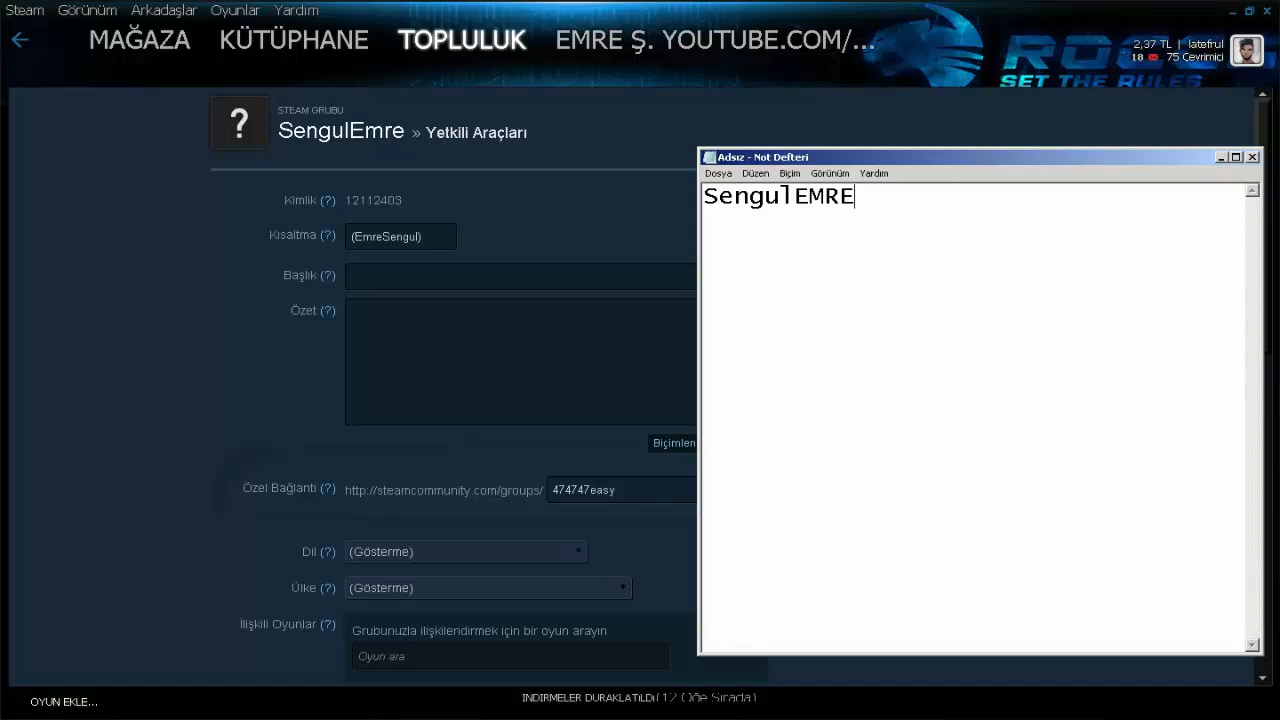 Steam Görünüm Arkadaşlar Oyunlar Yardım
MAĞAZA KÜTÜPHANE TOPLULUK EMRE Ş. YOUTUBE.COM/...
2,37 TL | latefrul
18 75 Çevrimiçi
SET THE RULES
?
STEAM GRUBU
SengulEmre » Yetkili Araçları
Adsız - Not Defteri
Dosya Düzen Biçim Görünüm Yardım
SengulEMRE
Kimlik (?) 12112403
Kısaltma (?) (EmreSengul)
Başlık (?)
Özet (?)
Biçimlen
Özel Bağlantı (?) http://steamcommunity.com/groups/ 474747easy
Dil (?) (Gösterme)
Ülke (?) (Gösterme)
İlişkili Oyunlar (?) Grubunuzla ilişkilendirmek için bir oyun arayın
Oyun ara
OYUN EKLE...
INDIRMELER DURAKLATILDI (12 Öğe Sırada)